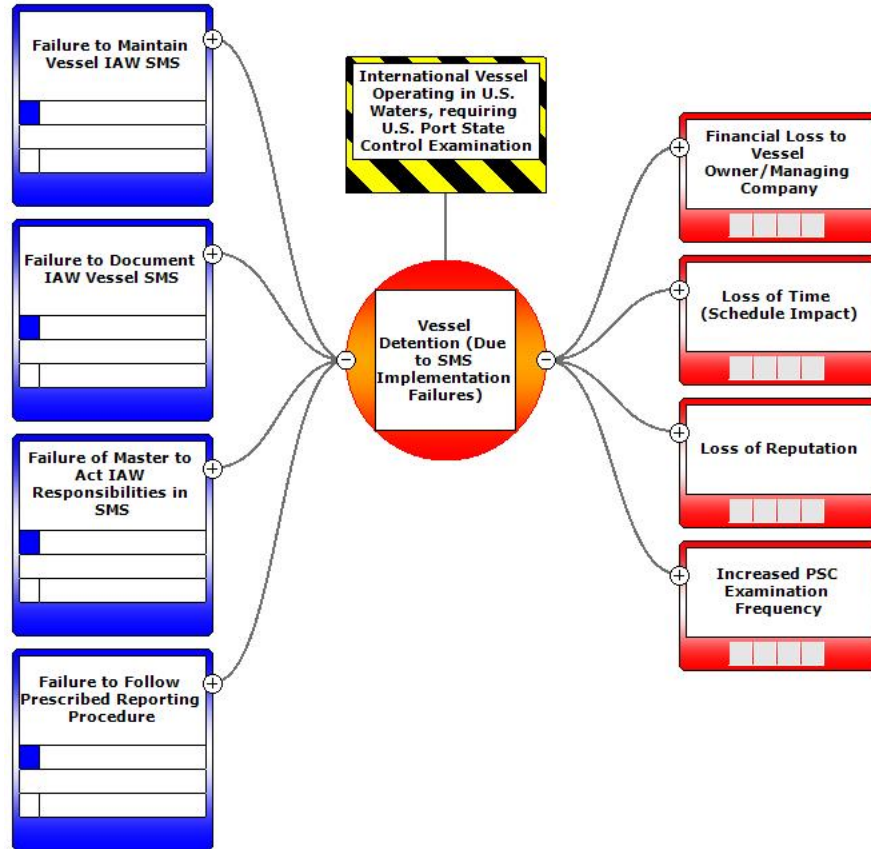 Failure to Maintain
Vessel IAW SMS
Failure to Document
IAW Vessel SMS
Failure of Master to
Act IAW
Responsibilities in
SMS
Failure to Follow
Prescribed Reporting
Procedure
International Vessel
Operating in U.S.
Waters, requiring
U.S. Port State
Control Examination
Vessel
Detention (Due
to SMS
Implementation
Failures)
Financial Loss to
Vessel
Owner/Managing
Company
Loss of Time
(Schedule Impact)
Loss of Reputation
Increased PSC
Examination
Frequency